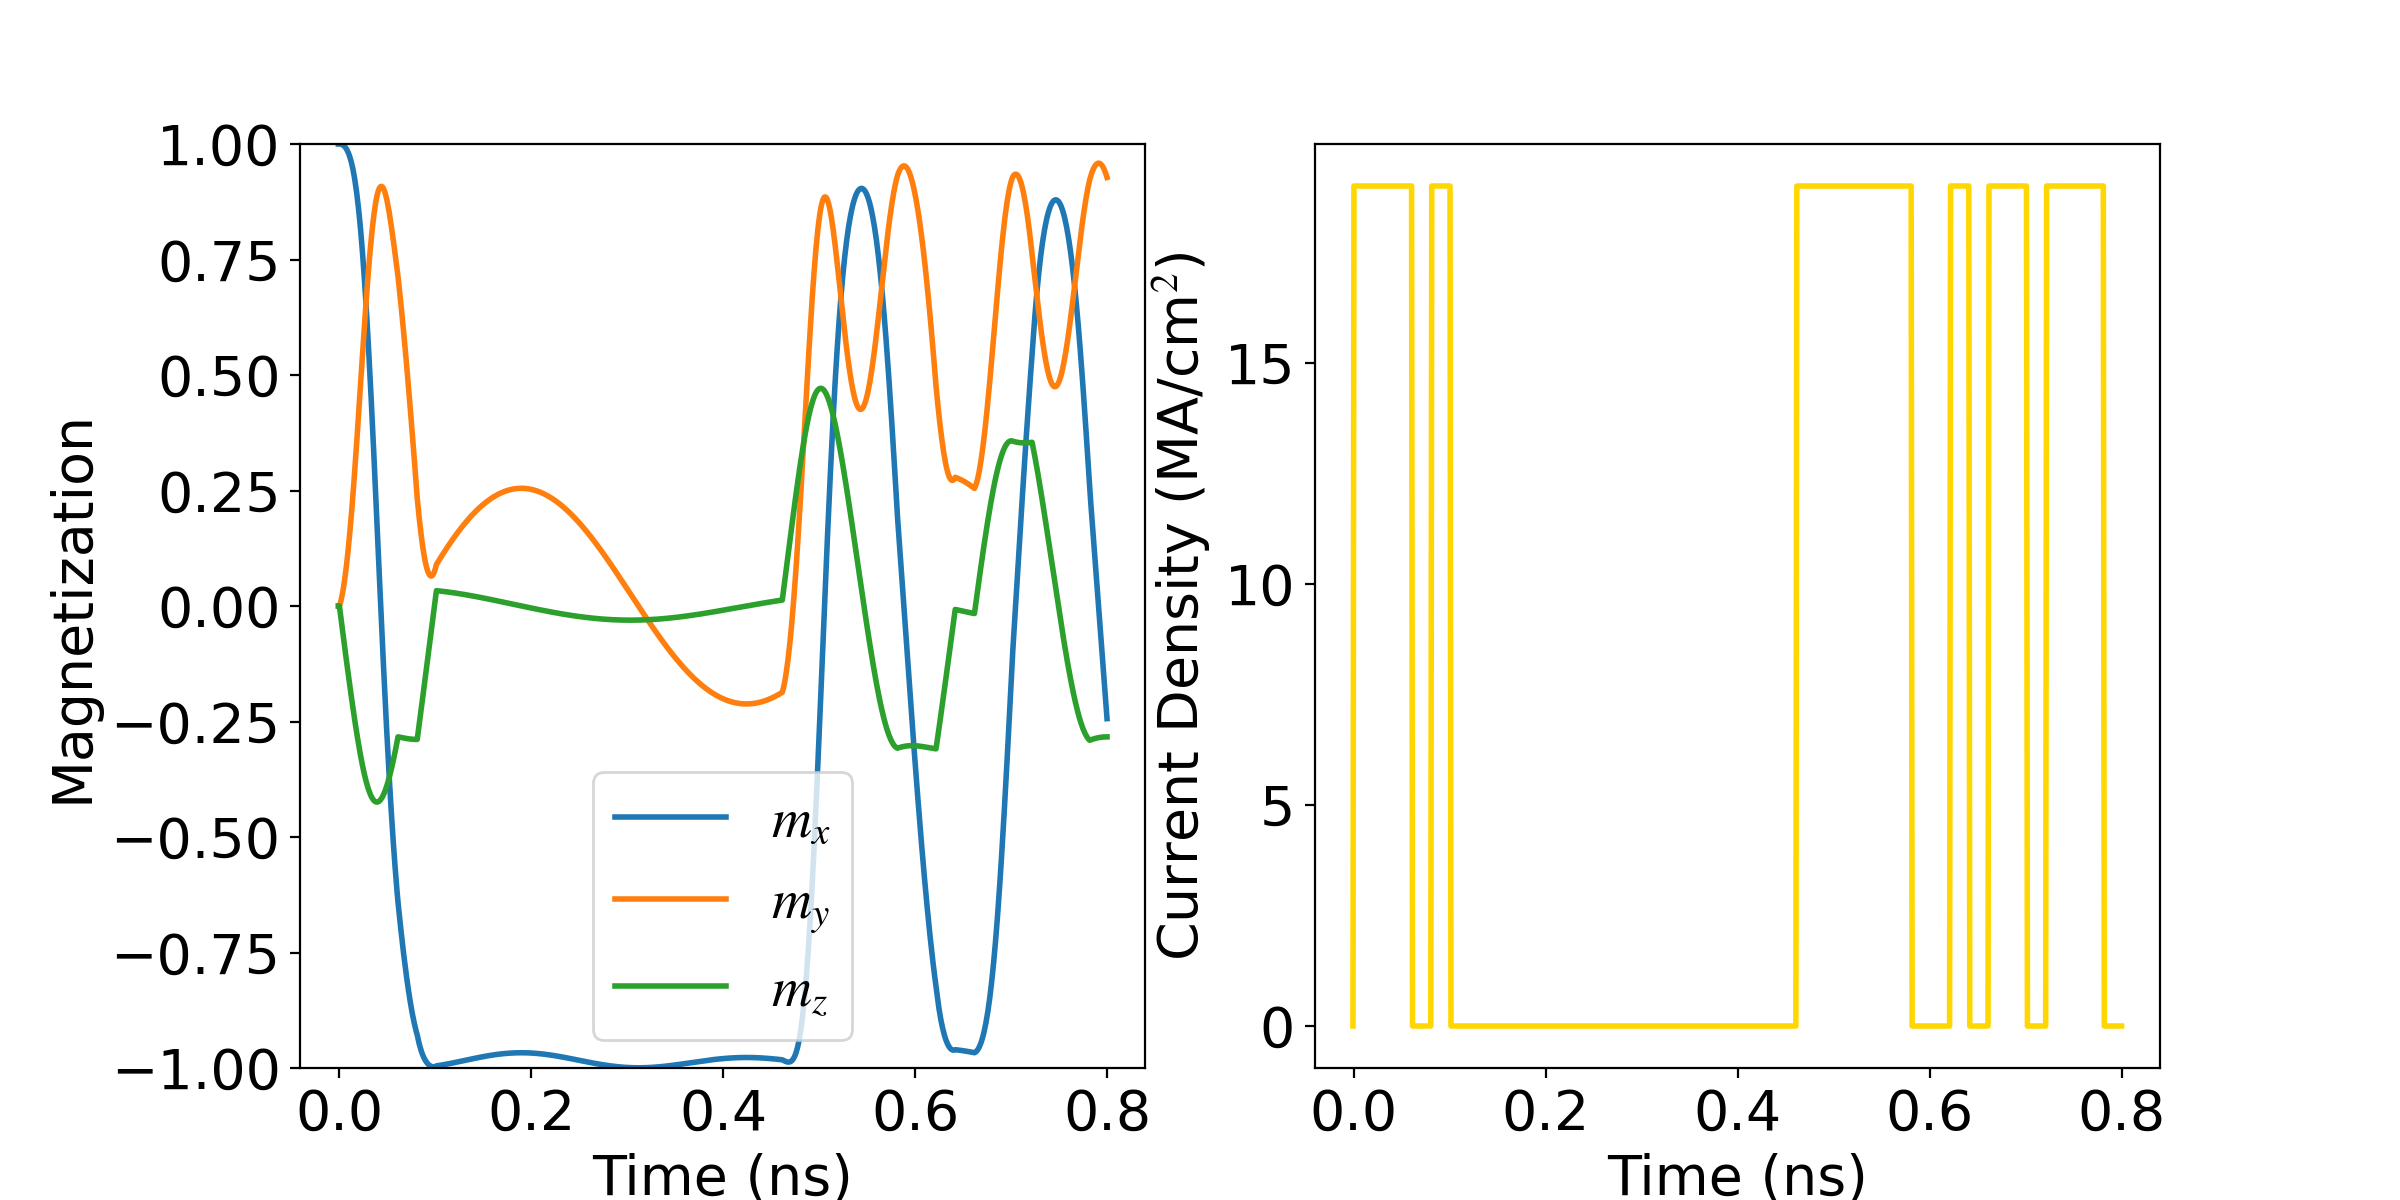 1.00
0.75
0.50
0.25
0.00
−0.25
−0.50
−0.75
−1.00
Magnetization
0.0 0.2 0.4 0.6 0.8
Time (ns)
m_x
m_y
m_z
Current Density (MA/cm²)
15
10
5
0
0.0 0.2 0.4 0.6 0.8
Time (ns)